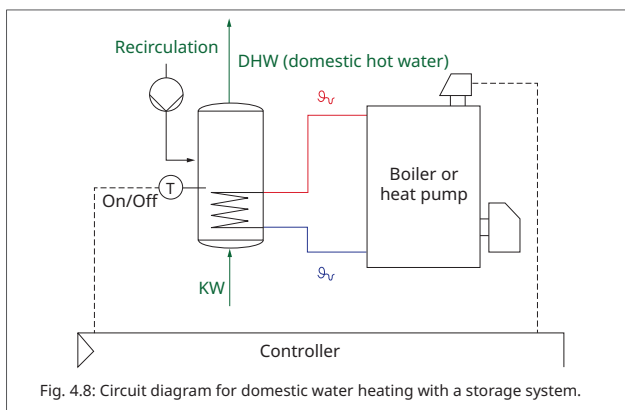 Recirculation
DHW (domestic hot water)
ϑv
Boiler or
heat pump
T
On/Off
ϑv
KW
Controller
Fig. 4.8: Circuit diagram for domestic water heating with a storage system.